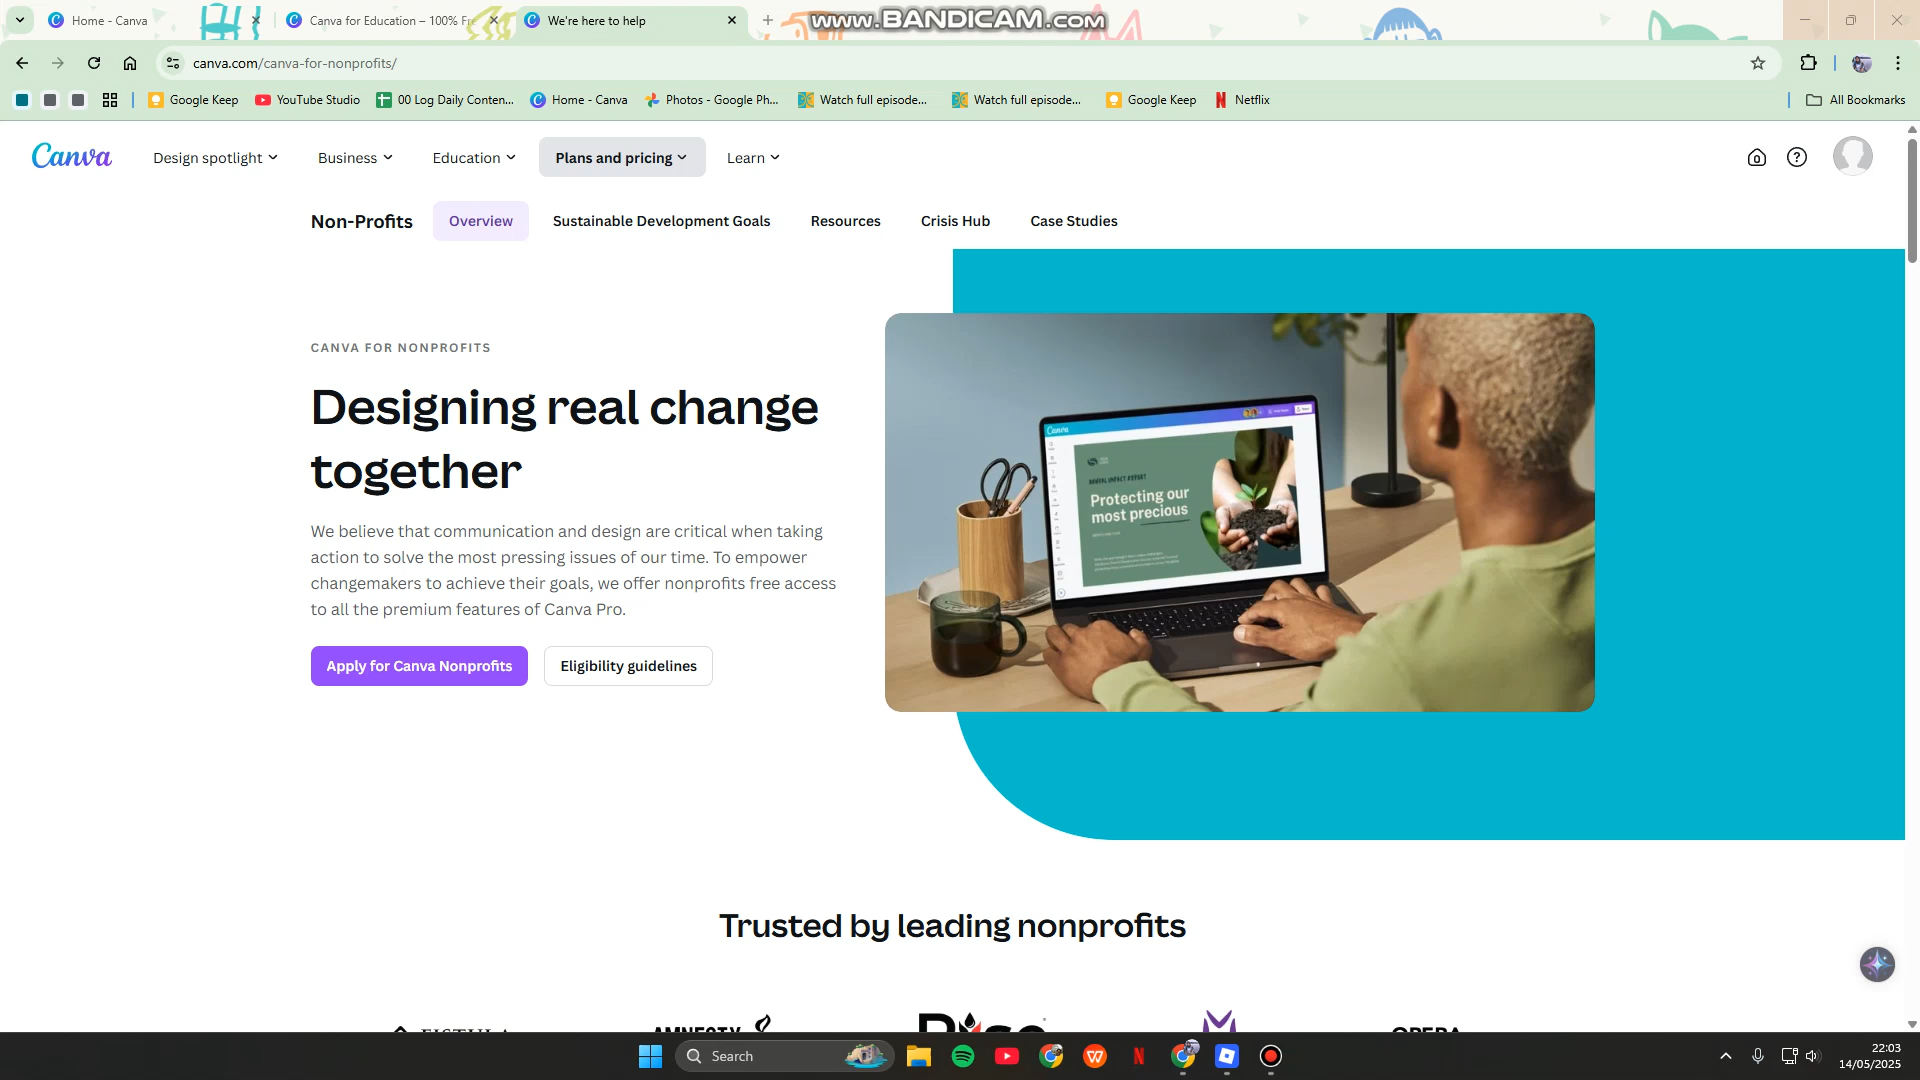 Home - Canva
Canva for Education – 100% Fr
We're here to help
www.BANDICAM.com
canva.com/canva-for-nonprofits/
Google Keep
YouTube Studio
00 Log Daily Conten...
Home - Canva
Photos - Google Ph...
Watch full episode...
Watch full episode...
Google Keep
Netflix
All Bookmarks
Canva
Design spotlight
Business
Education
Plans and pricing
Learn
Non-Profits
Overview
Sustainable Development Goals
Resources
Crisis Hub
Case Studies
CANVA FOR NONPROFITS
Designing real change
together
We believe that communication and design are critical when taking
action to solve the most pressing issues of our time. To empower
changemakers to achieve their goals, we offer nonprofits free access
to all the premium features of Canva Pro.
Apply for Canva Nonprofits
Eligibility guidelines
Canva
Protecting our
most precious
Trusted by leading nonprofits
FISTULA
AMNESTY
Rise
OPERA
Search
22:03
14/05/2025